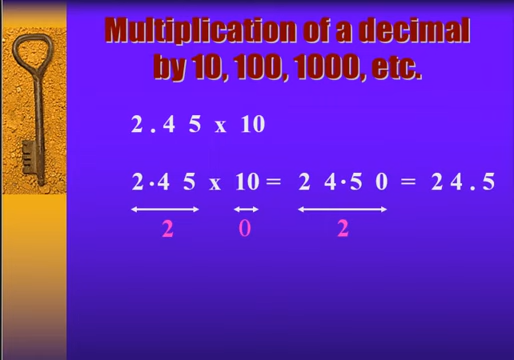 Multiplication of a decimal
by 10, 100, 1000, etc.
2 . 4 5 x 10
2 · 4 5 x 10 = 2 4 · 5 0 = 2 4 . 5
2 0 2